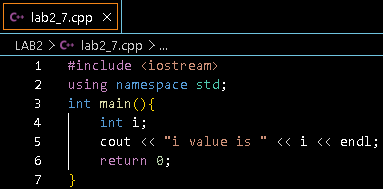 lab2_7.cpp ×
LAB2 > lab2_7.cpp > ...
1 #include <iostream>
2 using namespace std;
3 int main(){
4     int i;
5     cout << "i value is " << i << endl;
6     return 0;
7 }